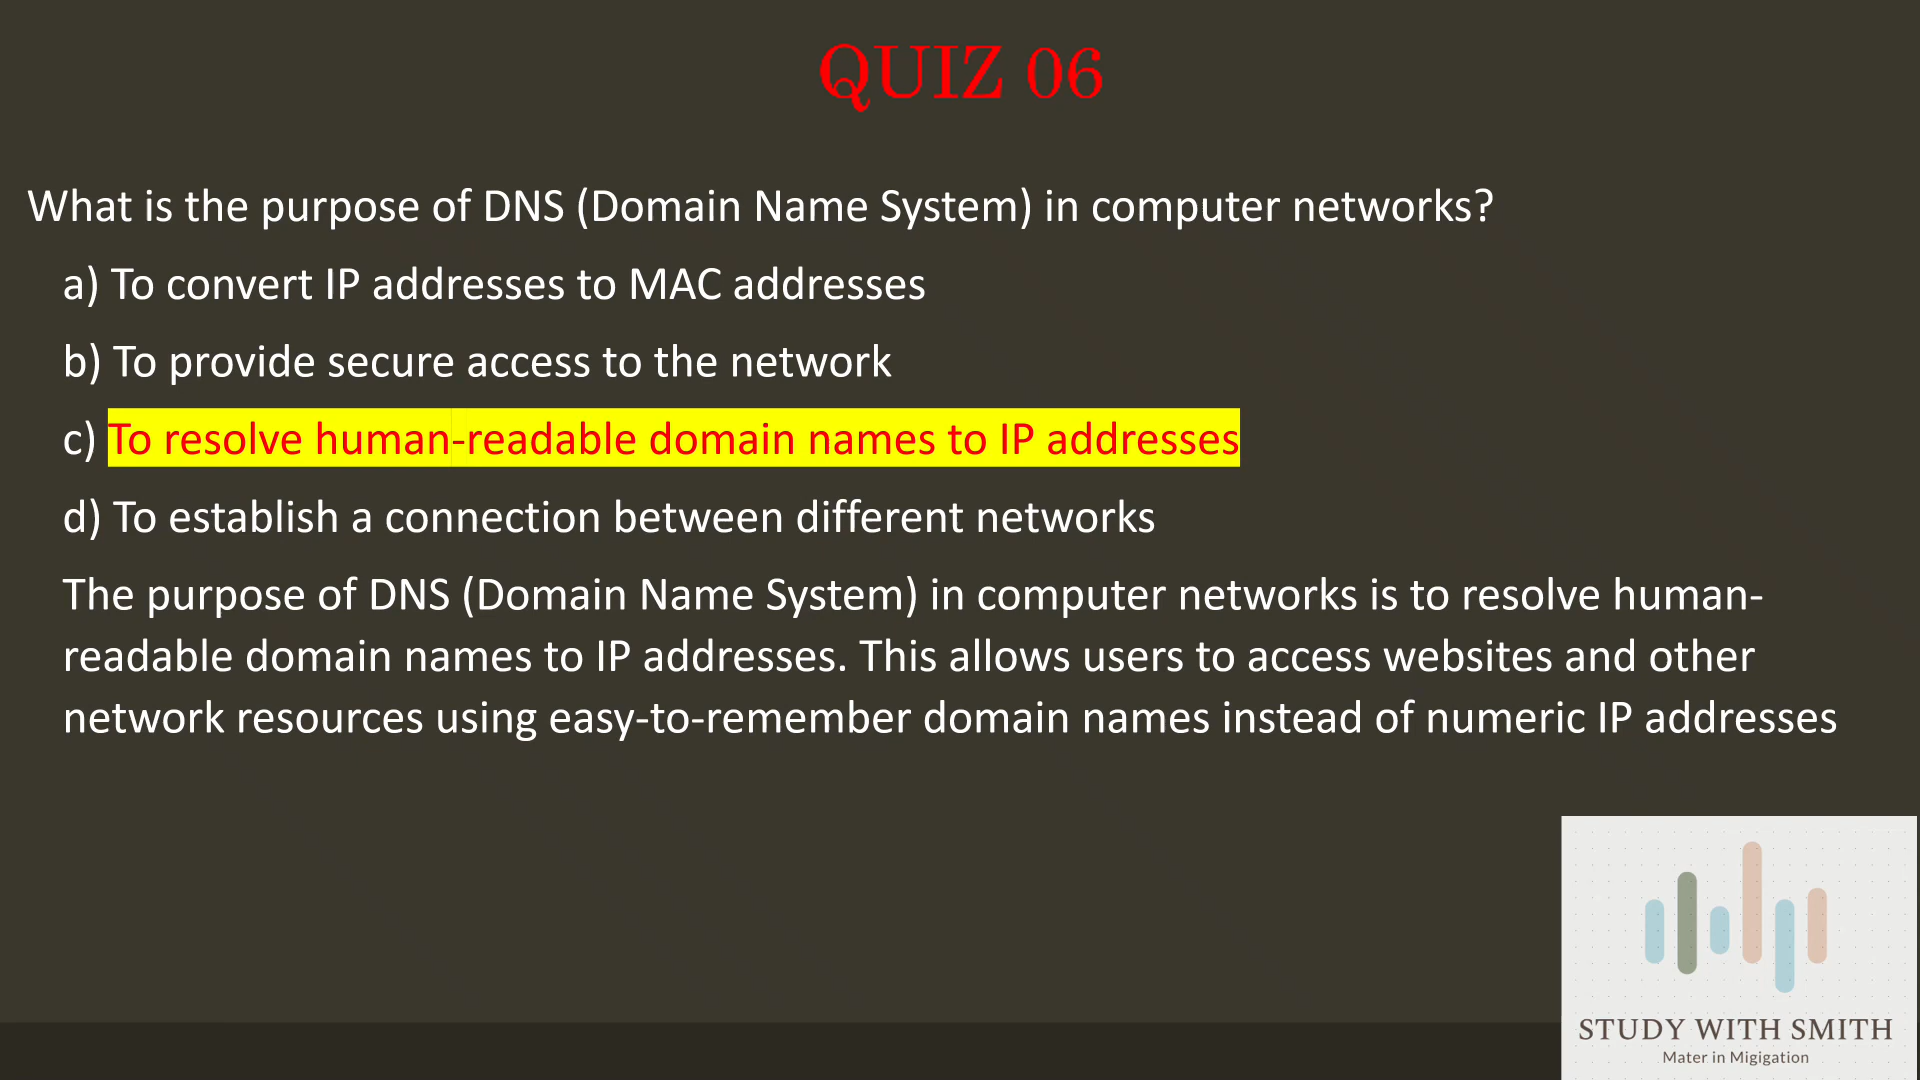 QUIZ 06
What is the purpose of DNS (Domain Name System) in computer networks?
a) To convert IP addresses to MAC addresses
b) To provide secure access to the network
c) To resolve human-readable domain names to IP addresses
d) To establish a connection between different networks
The purpose of DNS (Domain Name System) in computer networks is to resolve human-
readable domain names to IP addresses. This allows users to access websites and other
network resources using easy-to-remember domain names instead of numeric IP addresses
STUDY WITH SMITH
Mater in Migigation